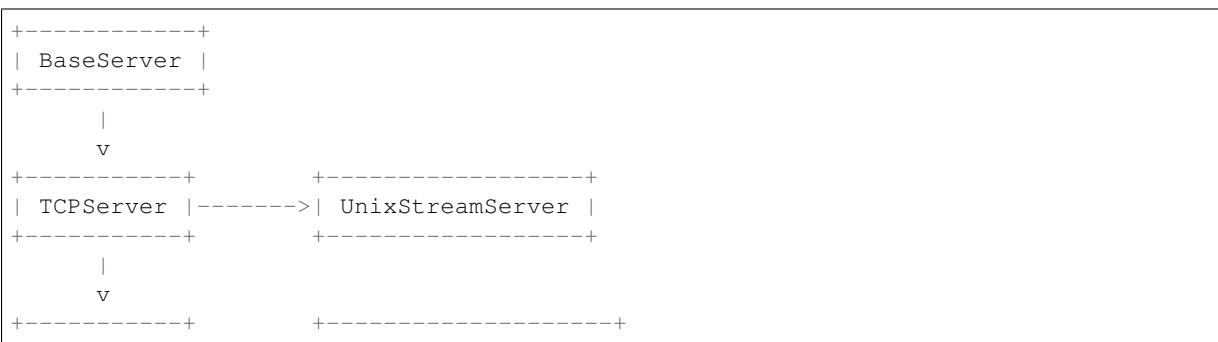 +------------+
| BaseServer |
+------------+
      |
      v
+-----------+        +------------------+
| TCPServer |------->| UnixStreamServer |
+-----------+        +------------------+
      |
      v
+-----------+        +--------------------+